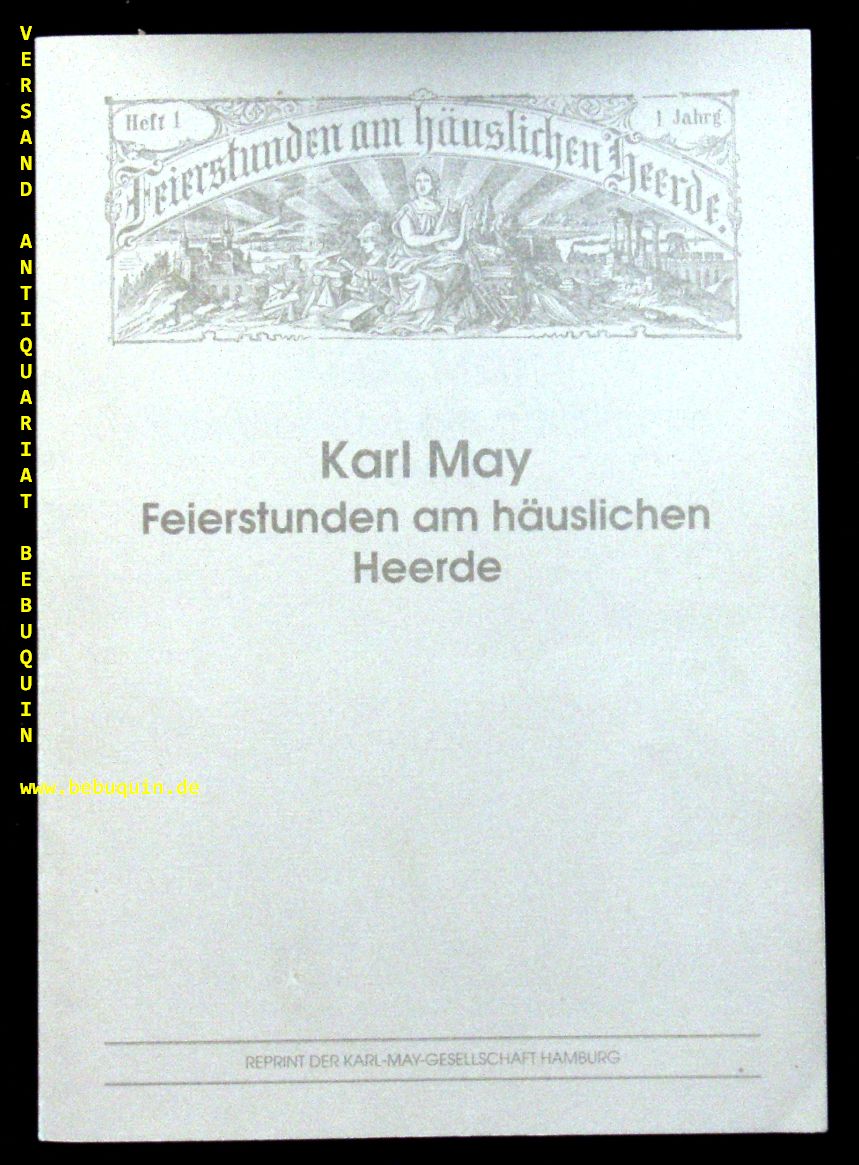 VERSAND ANTIQUARIAT BEBUQUIN
www.bebuquin.de
Heft 1
1 Jahrg
Feierstunden am häuslichen Heerde.
Karl May
Feierstunden am häuslichen
Heerde
REPRINT DER KARL-MAY-GESELLSCHAFT HAMBURG